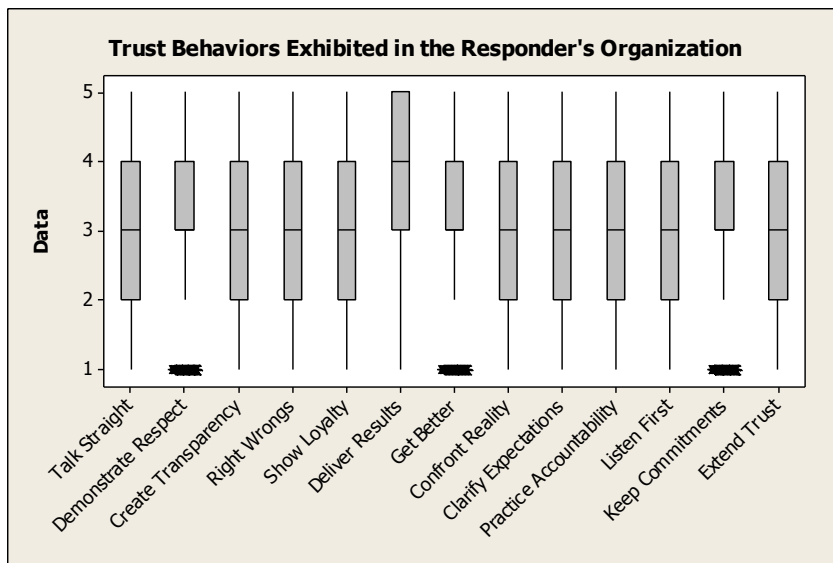 Trust Behaviors Exhibited in the Responder's Organization
Data
5
4
3
2
1
Talk Straight
Demonstrate Respect
Create Transparency
Right Wrongs
Show Loyalty
Deliver Results
Get Better
Confront Reality
Clarify Expectations
Practice Accountability
Listen First
Keep Commitments
Extend Trust